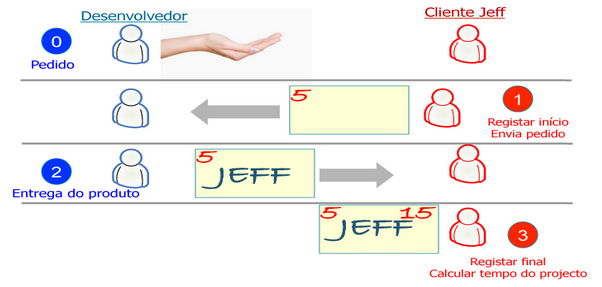 Desenvolvedor
Cliente Jeff
0
Pedido
5
1
Registar início
Envia pedido
2
Entrega do produto
5
JEFF
5 15
JEFF
3
Registar final
Calcular tempo do projecto